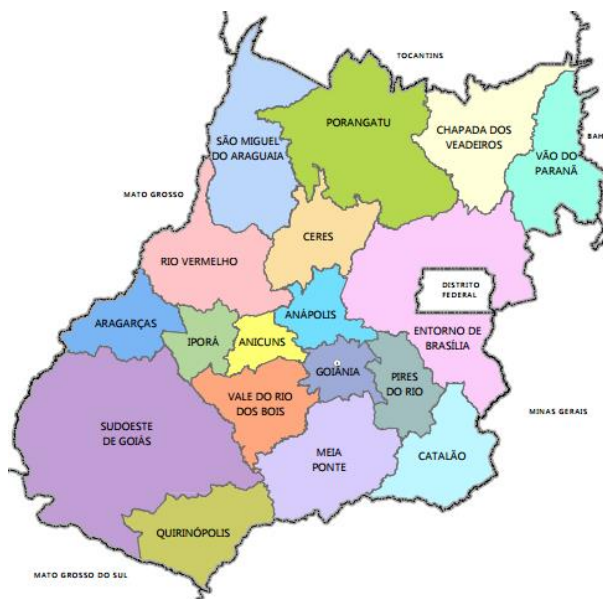 TOCANTINS
PORANGATU
CHAPADA DOS
VEADEIROS
BAH
SÃO MIGUEL
DO ARAGUAIA
VÃO DO
PARANÃ
MATO GROSSO
CERES
RIO VERMELHO
DISTRITO
FEDERAL
ARAGARÇAS
ANÁPOLIS
IPORÁ
ANICUNS
ENTORNO DE
BRASÍLIA
GOIÂNIA
PIRES
DO RIO
VALE DO RIO
DOS BOIS
MINAS GERAIS
SUDOESTE
DE GOIÁS
MEIA
PONTE
CATALÃO
QUIRINÓPOLIS
MATO GROSSO DO SUL